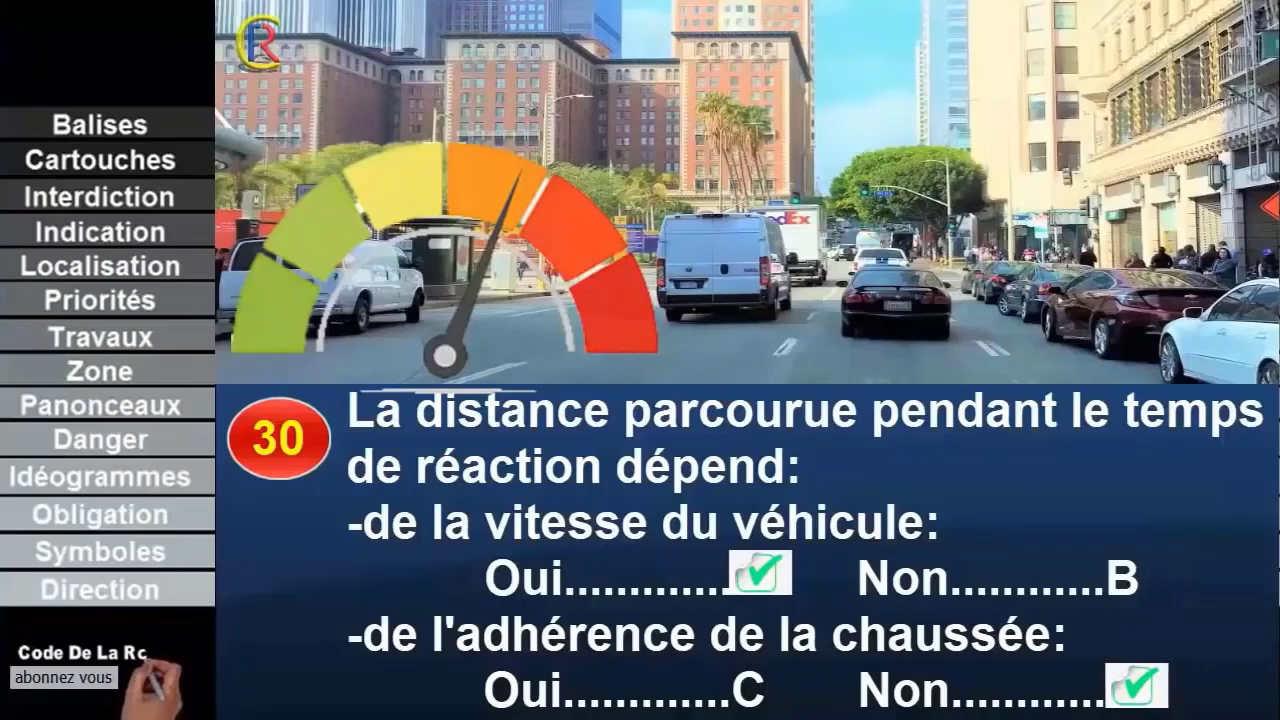 Balises
Cartouches
Interdiction
Indication
Localisation
Priorités
Travaux
Zone
Panonceaux
Danger
Idéogrammes
Obligation
Symboles
Direction
Code De La Ro
abonnez vous
FedEx
30
La distance parcourue pendant le temps
de réaction dépend:
-de la vitesse du véhicule:
Oui............. Non............B
-de l'adhérence de la chaussée:
Oui.............C Non............